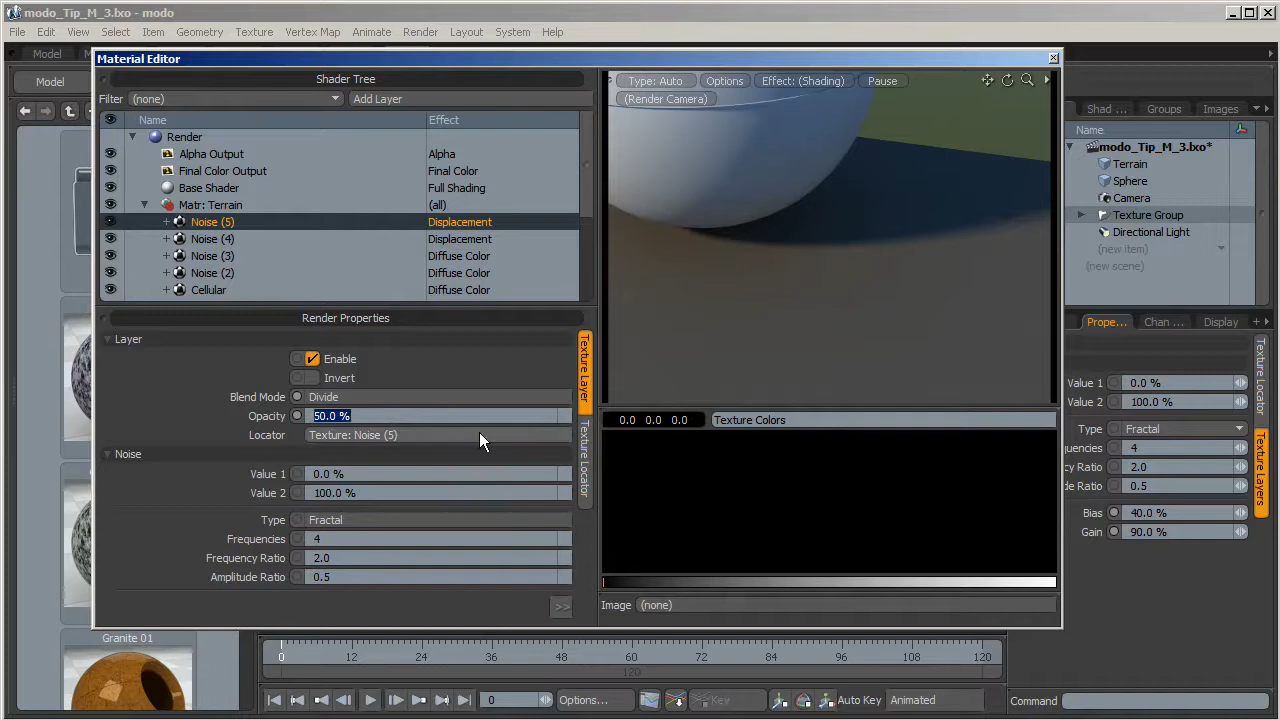 modo_Tip_M_3.lxo* - modo
File Edit View Select Item Geometry Texture Vertex Map Animate Render Layout System Help
Model
Model
Material Editor
Shader Tree
Filter (none) Add Layer
Name Effect
Render
Alpha Output Alpha
Final Color Output Final Color
Base Shader Full Shading
Matr: Terrain (all)
Noise (5) Displacement
Noise (4) Displacement
Noise (3) Diffuse Color
Noise (2) Diffuse Color
Cellular Diffuse Color
Render Properties
Layer
Enable
Invert
Blend Mode Divide
Opacity 50.0 %
Locator Texture: Noise (5)
Noise
Value 1 0.0 %
Value 2 100.0 %
Type Fractal
Frequencies 4
Frequency Ratio 2.0
Amplitude Ratio 0.5
>>
Texture Layer
Texture Locator
Type: Auto Options Effect: (Shading) Pause
(Render Camera)
0.0 0.0 0.0 Texture Colors
Image (none)
Shad ... Groups Images
Name
modo_Tip_M_3.lxo*
Terrain
Sphere
Camera
Texture Group
Directional Light
(new item)
(new scene)
Prope... Chan ... Display
Value 1 0.0 %
Value 2 100.0 %
Type Fractal
uencies 4
y Ratio 2.0
de Ratio 0.5
Bias 40.0 %
Gain 90.0 %
Texture Locator
Texture Layers
Granite 01
0 12 24 36 48 60 72 84 96 108 120
120
0 Options... Key Auto Key Animated Command